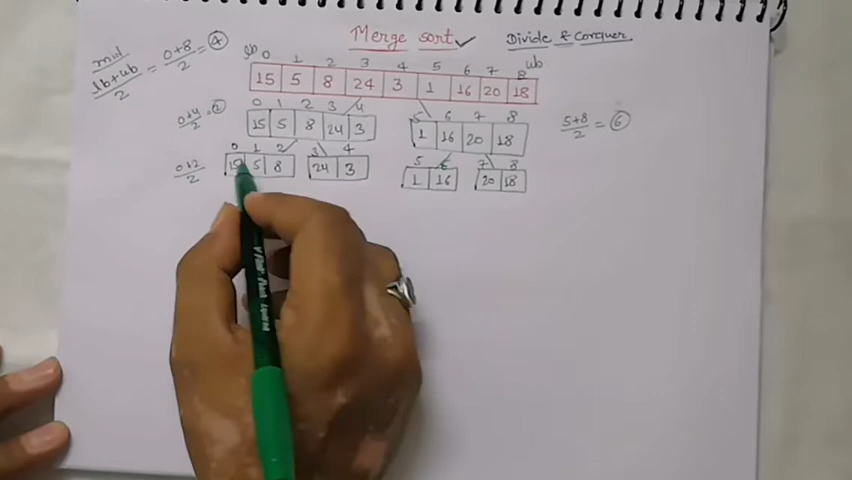 Merge sort Divide & Conquer
mid
lb+ub/2 = 0+8/2 = 4
lb 0 1 2 3 4 5 6 7 8 ub
15 5 8 24 3 1 16 20 18
0+4/2 = 2
0 1 2 3 4
15 5 8 24 3
5 6 7 8
1 16 20 18
5+8/2 = 6
0+2/2
0 1 2
15 5 8
3 4
24 3
5 6
1 16
7 8
20 18